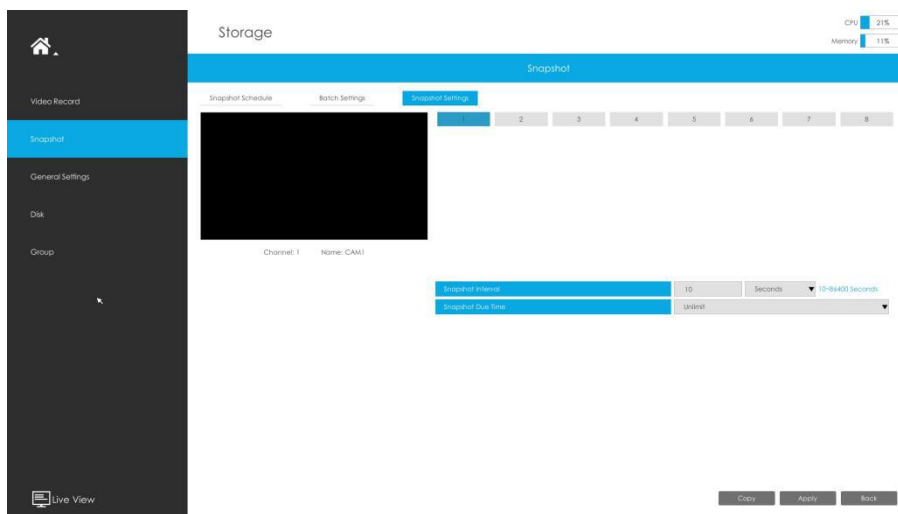 Storage
CPU 21%
Memory 11%
Snapshot
Video Record
Snapshot
General Settings
Disk
Group
Live View
Snapshot Schedule Batch Settings Snapshot Settings
1 2 3 4 5 6 7 8
Channel: 1 Name: CAM1
Snapshot Interval 10 Seconds 10~86400 Seconds
Snapshot Due Time Unlimit
Copy Apply Back